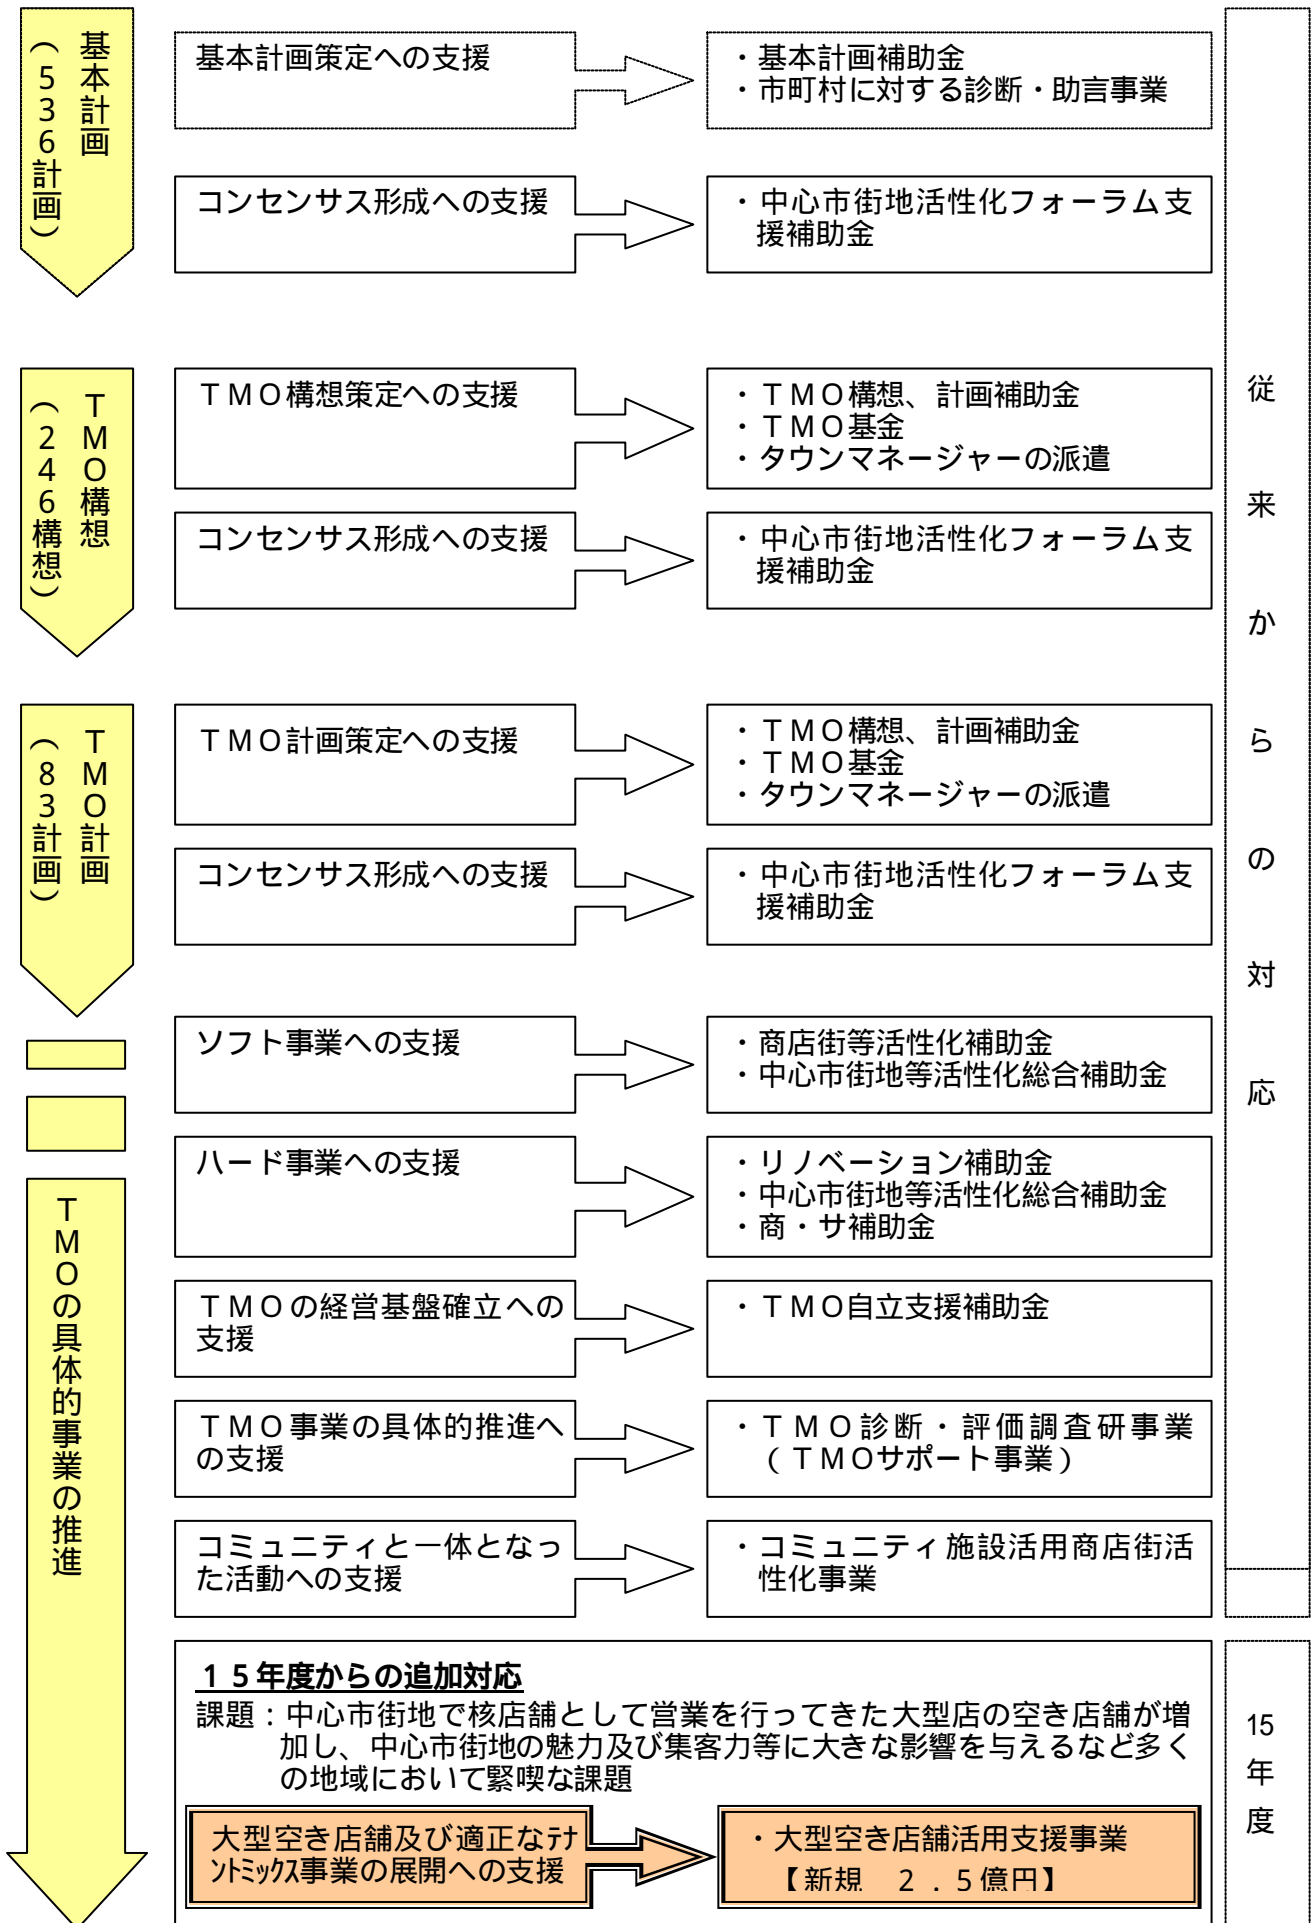 基本計画
（536計画）
基本計画策定への支援
・基本計画補助金
・市町村に対する診断・助言事業
コンセンサス形成への支援
・中心市街地活性化フォーラム支
援補助金
ＴＭＯ構想
（246構想）
ＴＭＯ構想策定への支援
・ＴＭＯ構想、計画補助金
・ＴＭＯ基金
・タウンマネージャーの派遣
コンセンサス形成への支援
・中心市街地活性化フォーラム支
援補助金
ＴＭＯ計画
（83計画）
ＴＭＯ計画策定への支援
・ＴＭＯ構想、計画補助金
・ＴＭＯ基金
・タウンマネージャーの派遣
コンセンサス形成への支援
・中心市街地活性化フォーラム支
援補助金
ＴＭＯの具体的事業の推進
ソフト事業への支援
・商店街等活性化補助金
・中心市街地等活性化総合補助金
ハード事業への支援
・リノベーション補助金
・中心市街地等活性化総合補助金
・商・サ補助金
ＴＭＯの経営基盤確立への
支援
・ＴＭＯ自立支援補助金
ＴＭＯ事業の具体的推進へ
の支援
・ＴＭＯ診断・評価調査研事業
（ＴＭＯサポート事業）
コミュニティと一体となっ
た活動への支援
・コミュニティ施設活用商店街活
性化事業
従来からの対応
１５年度からの追加対応
課題：中心市街地で核店舗として営業を行ってきた大型店の空き店舗が増
加し、中心市街地の魅力及び集客力等に大きな影響を与えるなど多く
の地域において緊喫な課題
大型空き店舗及び適正なﾃﾅ
ﾝﾄﾐｯｸｽ事業の展開への支援
・大型空き店舗活用支援事業
【新規　２．５億円】
15年度